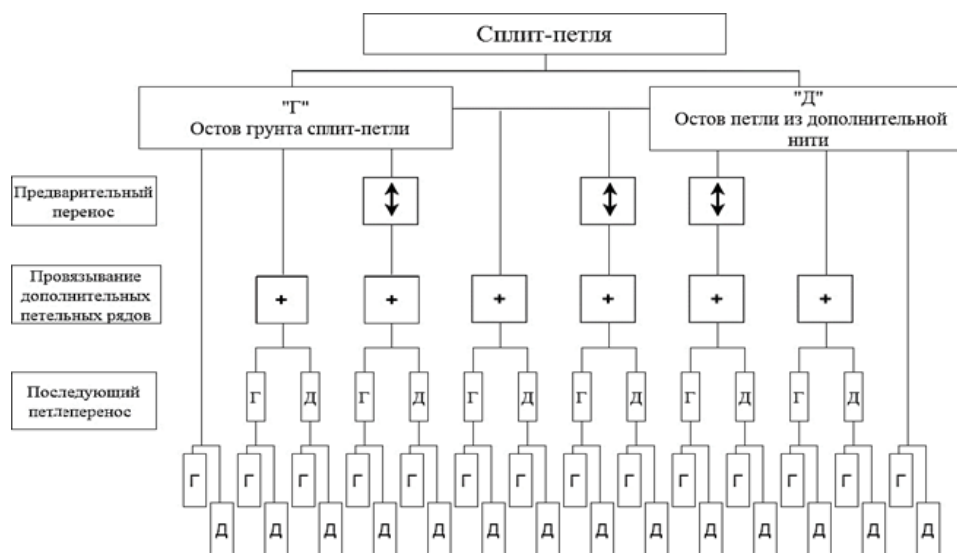 Сплит-петля
"Г"
Остов грунта сплит-петли
"Д"
Остов петли из дополнительной
нити
Предварительный
перенос
Провязывание
дополнительных
петельных рядов
+ + + + + +
Последующий
петлеперенос
Г Д Г Д Г Д Г Д Г Д Г Д
Г Г Г Г Г Г Г Г Г Г Г Г Г Г
Д Д Д Д Д Д Д Д Д Д Д Д Д Д